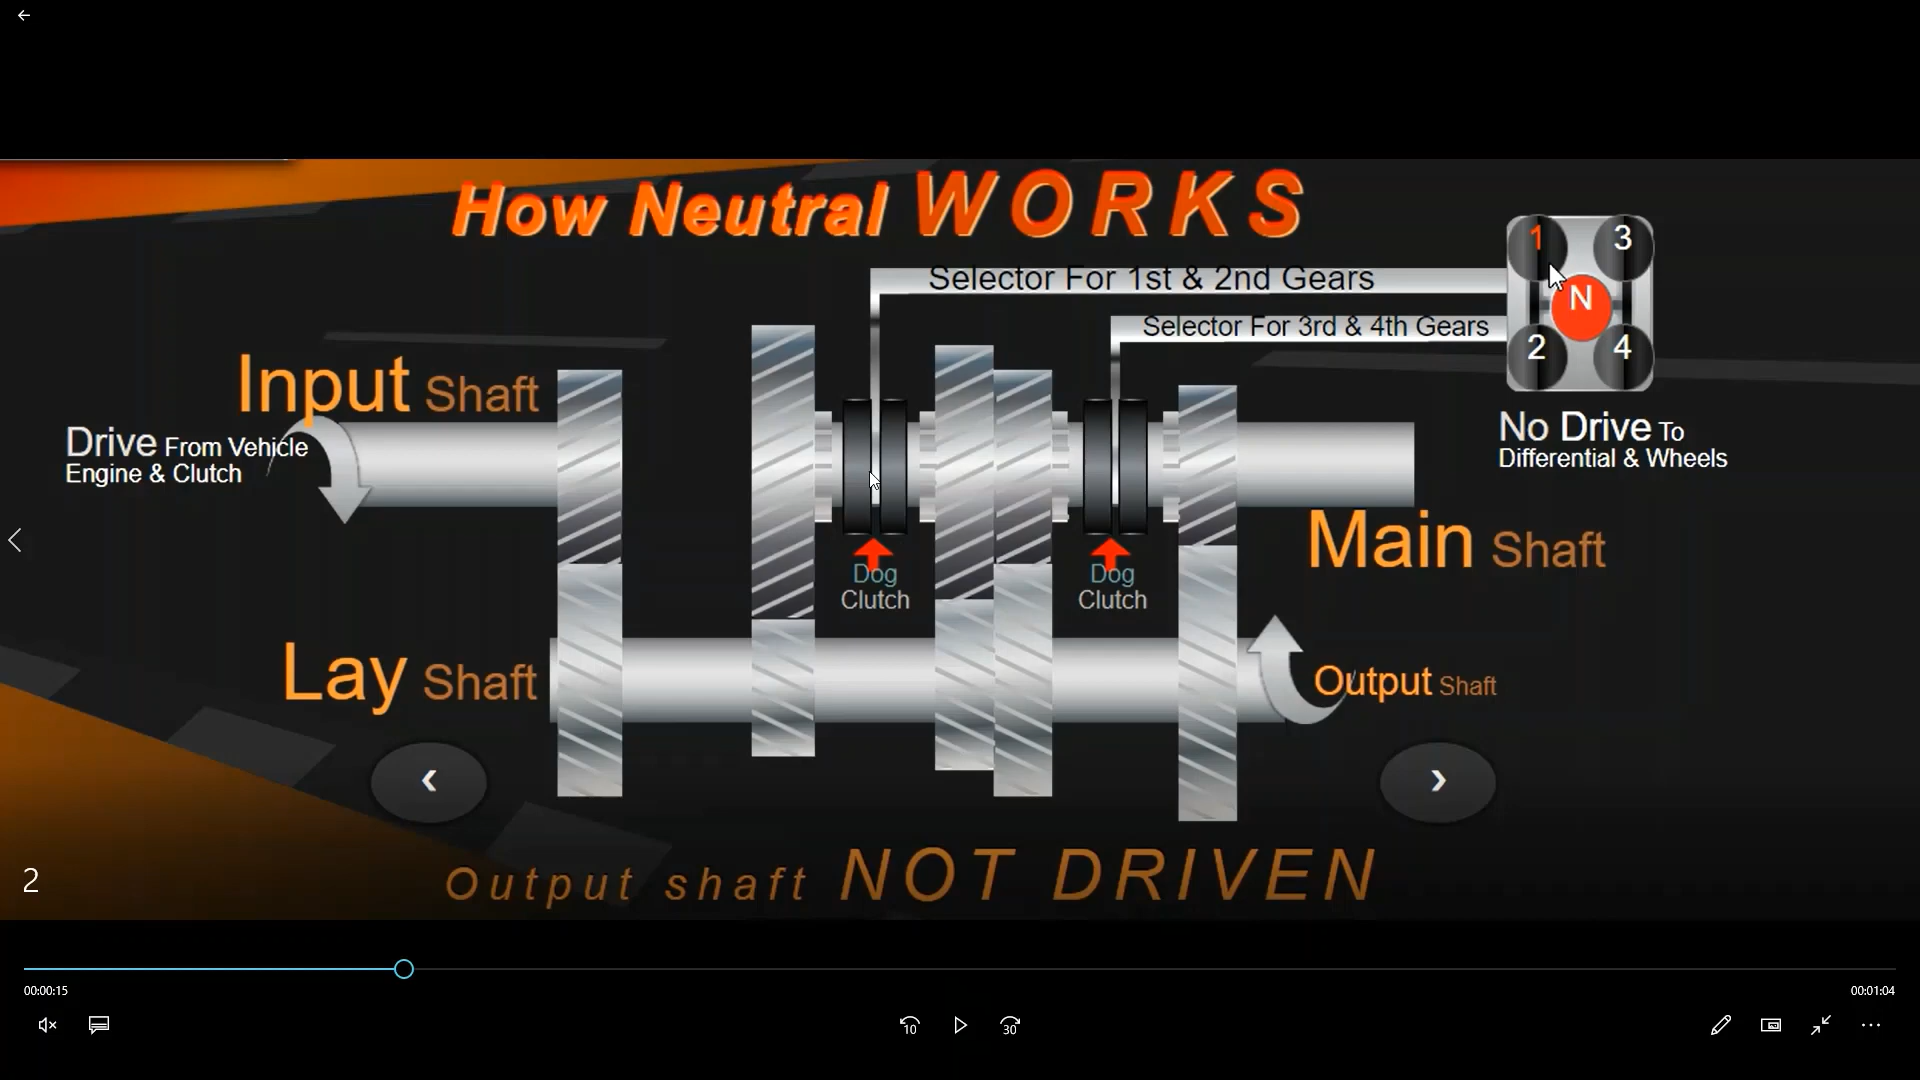 How Neutral WORKS
1 3
N
2 4
Selector For 1st & 2nd Gears
Selector For 3rd & 4th Gears
Input Shaft
Drive From Vehicle
Engine & Clutch
No Drive To
Differential & Wheels
Main Shaft
Dog
Clutch
Dog
Clutch
Lay Shaft
Output Shaft
‹ ›
2
Output shaft NOT DRIVEN
00:00:15
00:01:04
10
30